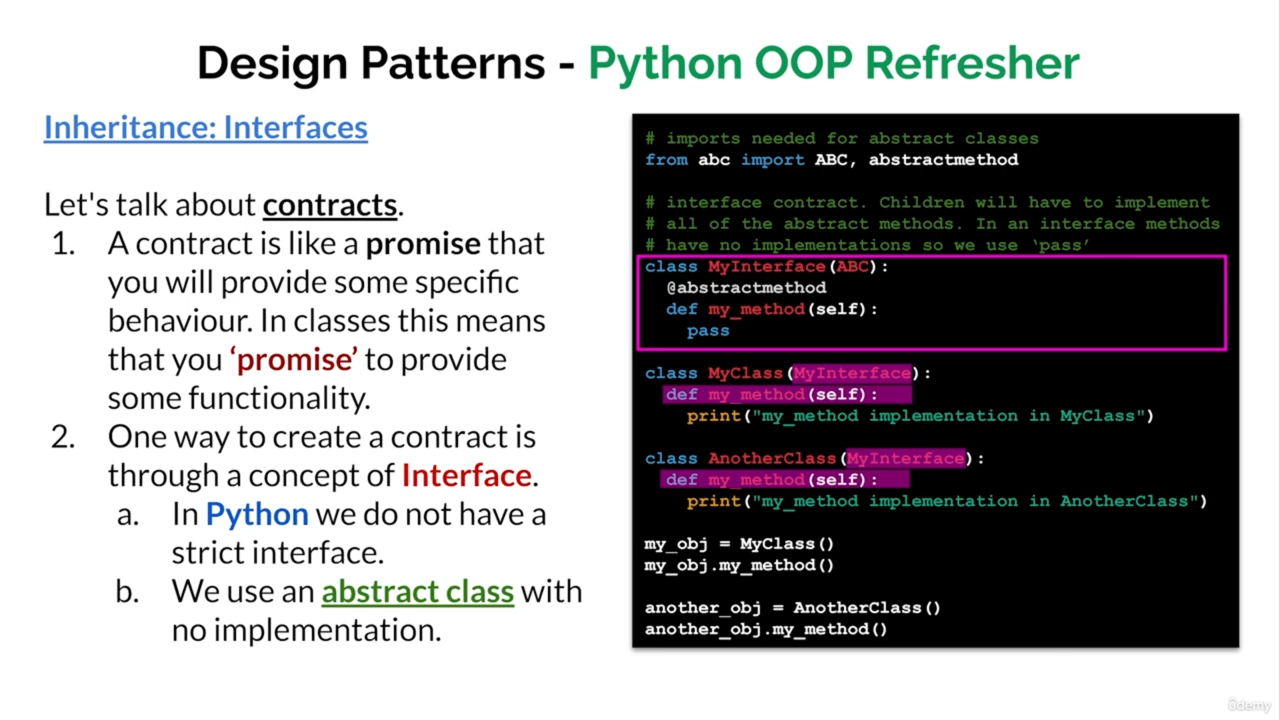 Design Patterns - Python OOP Refresher
Inheritance: Interfaces
Let's talk about contracts.
1. A contract is like a promise that
you will provide some specific
behaviour. In classes this means
that you ‘promise’ to provide
some functionality.
2. One way to create a contract is
through a concept of Interface.
a. In Python we do not have a
strict interface.
b. We use an abstract class with
no implementation.
# imports needed for abstract classes
from abc import ABC, abstractmethod
# interface contract. Children will have to implement
# all of the abstract methods. In an interface methods
# have no implementations so we use ‘pass’
class MyInterface(ABC):
@abstractmethod
def my_method(self):
pass
class MyClass(MyInterface):
def my_method(self):
print("my_method implementation in MyClass")
class AnotherClass(MyInterface):
def my_method(self):
print("my_method implementation in AnotherClass")
my_obj = MyClass()
my_obj.my_method()
another_obj = AnotherClass()
another_obj.my_method()
ûdemy